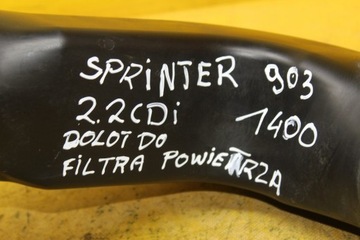 SPRINTER 903
2.2CDi 1400
DOLOT DO
FILTRA POWIETRZA